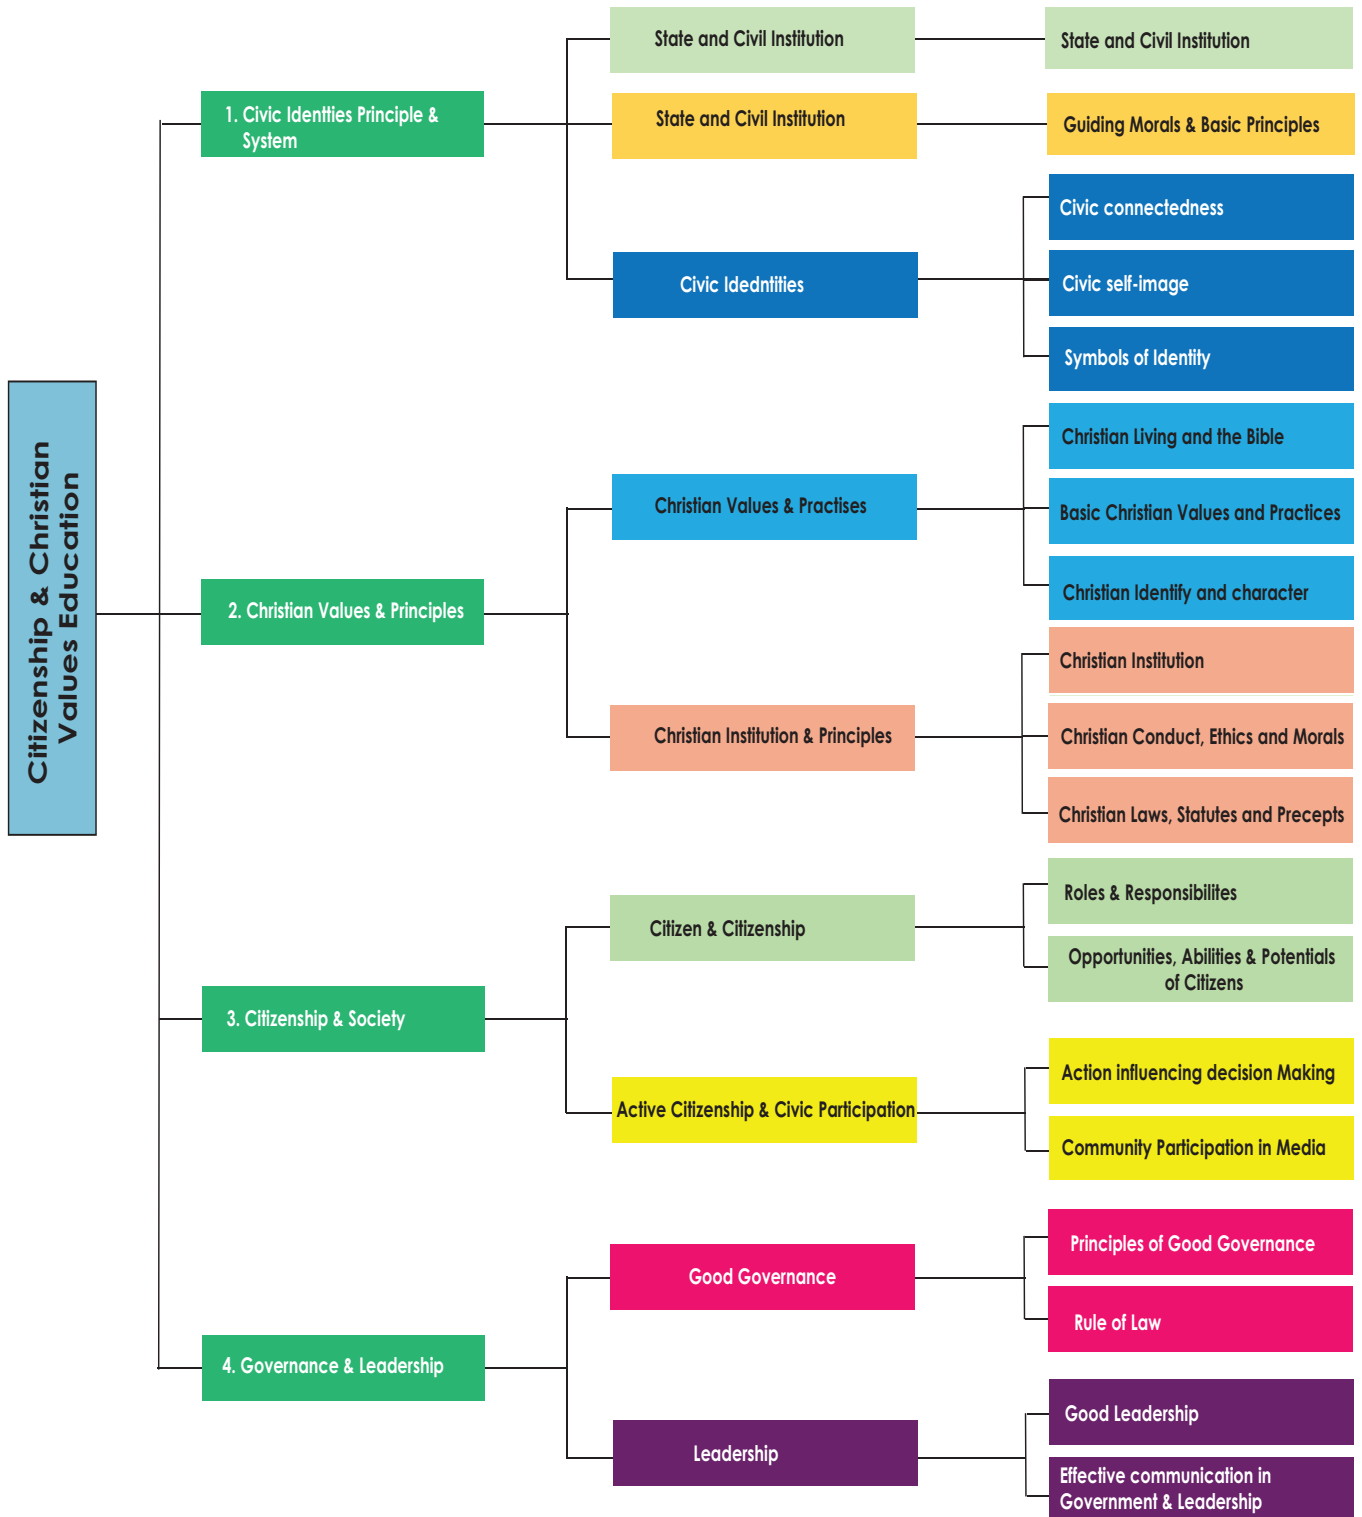 Citizenship & Christian
Values Education
1. Civic Identties Principle &
System
State and Civil Institution
State and Civil Institution
State and Civil Institution
Guiding Morals & Basic Principles
Civic Idedntities
Civic connectedness
Civic self-image
Symbols of Identity
2. Christian Values & Principles
Christian Values & Practises
Christian Living and the Bible
Basic Christian Values and Practices
Christian Identify and character
Christian Institution & Principles
Christian Institution
Christian Conduct, Ethics and Morals
Christian Laws, Statutes and Precepts
3. Citizenship & Society
Citizen & Citizenship
Roles & Responsibilites
Opportunities, Abilities & Potentials
of Citizens
Active Citizenship & Civic Participation
Action influencing decision Making
Community Participation in Media
4. Governance & Leadership
Good Governance
Principles of Good Governance
Rule of Law
Leadership
Good Leadership
Effective communication in
Government & Leadership